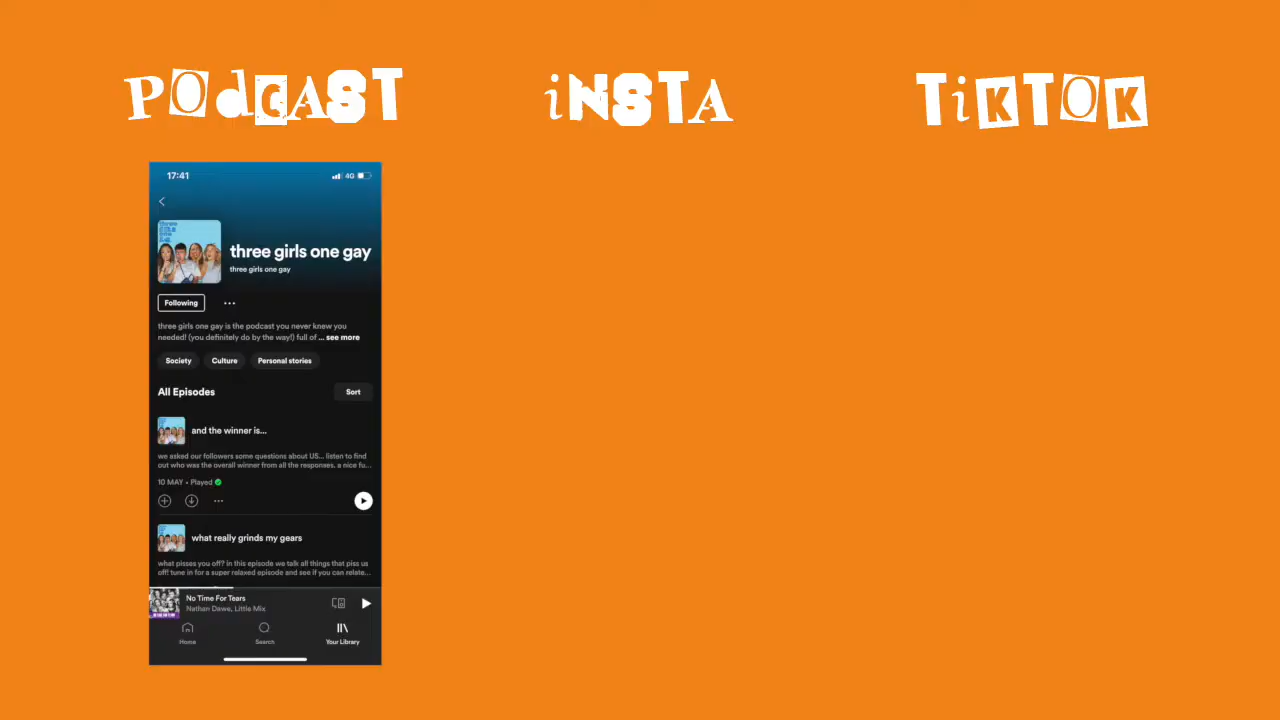 PodCAST
iNSTA
TiKTOK
17:41
4G
three girls one gay
three girls one gay
Following
three girls one gay is the podcast you never knew you
needed! (you definitely do by the way!) full of ... see more
Society Culture Personal stories
All Episodes Sort
and the winner is...
we asked our followers some questions about US... listen to find
out who was the overall winner from all the responses. a nice fu...
10 MAY • Played
what really grinds my gears
what pisses you off? in this episode we talk all things that piss us
off! tune in for a super relaxed episode and see if you can relate...
No Time For Tears
Nathan Dawe, Little Mix
Home Search Your Library